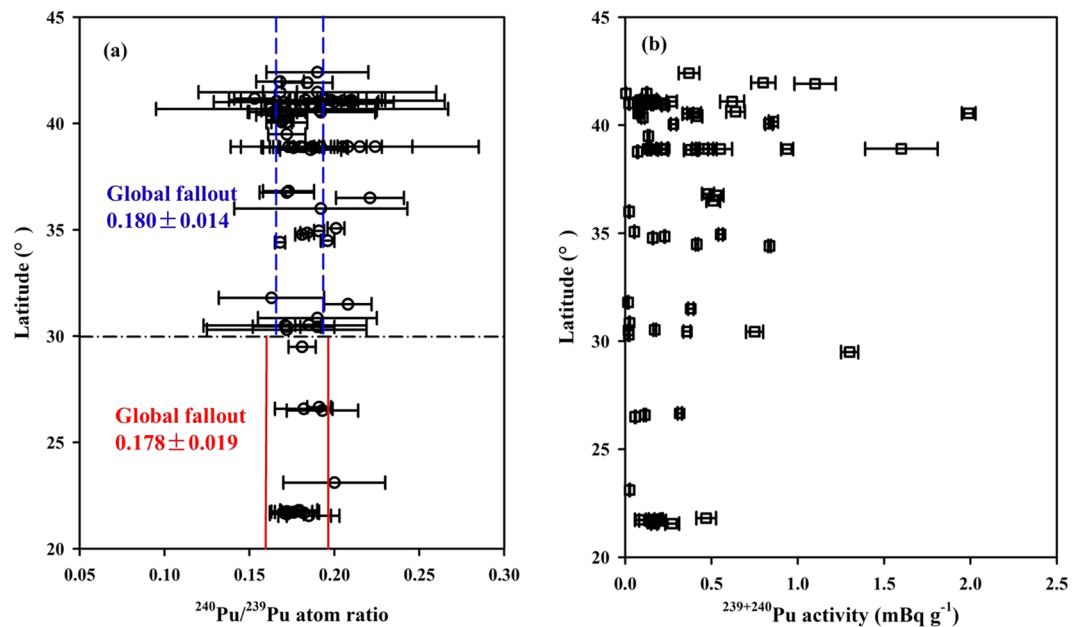 (a)
45
40
35
30
25
20
Latitude (°)
Global fallout
0.180±0.014
Global fallout
0.178±0.019
0.05 0.10 0.15 0.20 0.25 0.30
²⁴⁰Pu/²³⁹Pu atom ratio
(b)
45
40
35
30
25
20
Latitude (°)
0.0 0.5 1.0 1.5 2.0 2.5
²³⁹⁺²⁴⁰Pu activity (mBq g⁻¹)